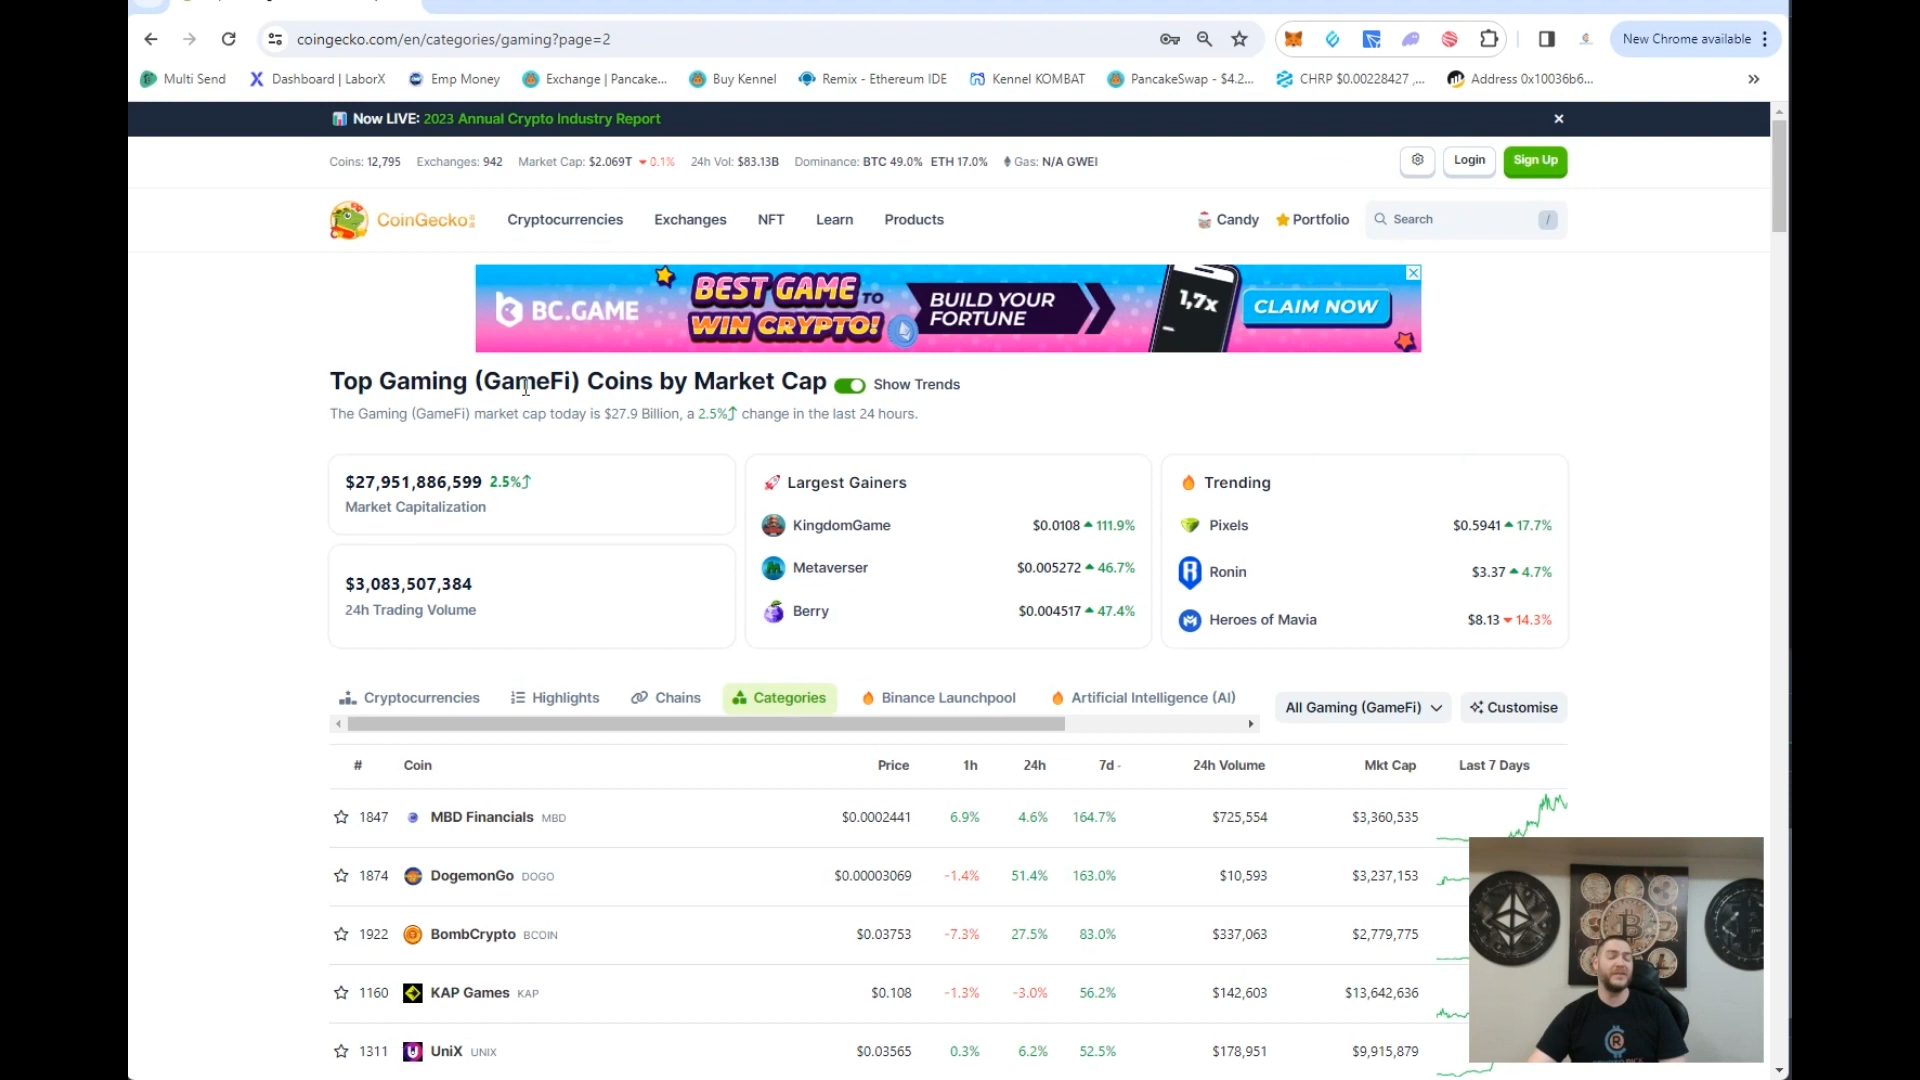 coingecko.com/en/categories/gaming?page=2
New Chrome available
Multi Send
Dashboard | LaborX
Emp Money
Exchange | Pancake...
Buy Kennel
Remix - Ethereum IDE
Kennel KOMBAT
PancakeSwap - $4.2...
CHRP $0.00228427 ,...
Address 0x10036b6...
Now LIVE: 2023 Annual Crypto Industry Report
Coins: 12,795 Exchanges: 942 Market Cap: $2.069T 0.1% 24h Vol: $83.13B Dominance: BTC 49.0% ETH 17.0% Gas: N/A GWEI
Login
Sign Up
CoinGecko
Cryptocurrencies
Exchanges
NFT
Learn
Products
Candy
Portfolio
Search /
BC.GAME
BEST GAME TO
WIN CRYPTO!
BUILD YOUR
FORTUNE
1,7x
CLAIM NOW
Top Gaming (GameFi) Coins by Market Cap
Show Trends
The Gaming (GameFi) market cap today is $27.9 Billion, a 2.5% change in the last 24 hours.
$27,951,886,599 2.5%
Market Capitalization
$3,083,507,384
24h Trading Volume
Largest Gainers
KingdomGame $0.0108 111.9%
Metaverser $0.005272 46.7%
Berry $0.004517 47.4%
Trending
Pixels $0.5941 17.7%
Ronin $3.37 4.7%
Heroes of Mavia $8.13 14.3%
Cryptocurrencies
Highlights
Chains
Categories
Binance Launchpool
Artificial Intelligence (AI)
All Gaming (GameFi)
Customise
# Coin Price 1h 24h 7d 24h Volume Mkt Cap Last 7 Days
1847 MBD Financials MBD $0.0002441 6.9% 4.6% 164.7% $725,554 $3,360,535
1874 DogemonGo DOGO $0.00003069 -1.4% 51.4% 163.0% $10,593 $3,237,153
1922 BombCrypto BCOIN $0.03753 -7.3% 27.5% 83.0% $337,063 $2,779,775
1160 KAP Games KAP $0.108 -1.3% -3.0% 56.2% $142,603 $13,642,636
1311 UniX UNIX $0.03565 0.3% 6.2% 52.5% $178,951 $9,915,879